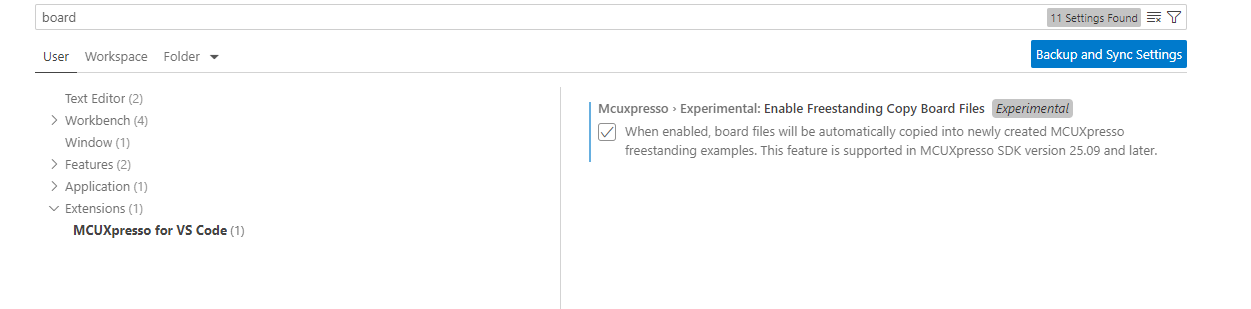 board
11 Settings Found
User Workspace Folder
Backup and Sync Settings
Text Editor (2)
Workbench (4)
Window (1)
Features (2)
Application (1)
Extensions (1)
MCUXpresso for VS Code (1)
Mcuxpresso › Experimental: Enable Freestanding Copy Board Files Experimental
When enabled, board files will be automatically copied into newly created MCUXpresso
freestanding examples. This feature is supported in MCUXpresso SDK version 25.09 and later.